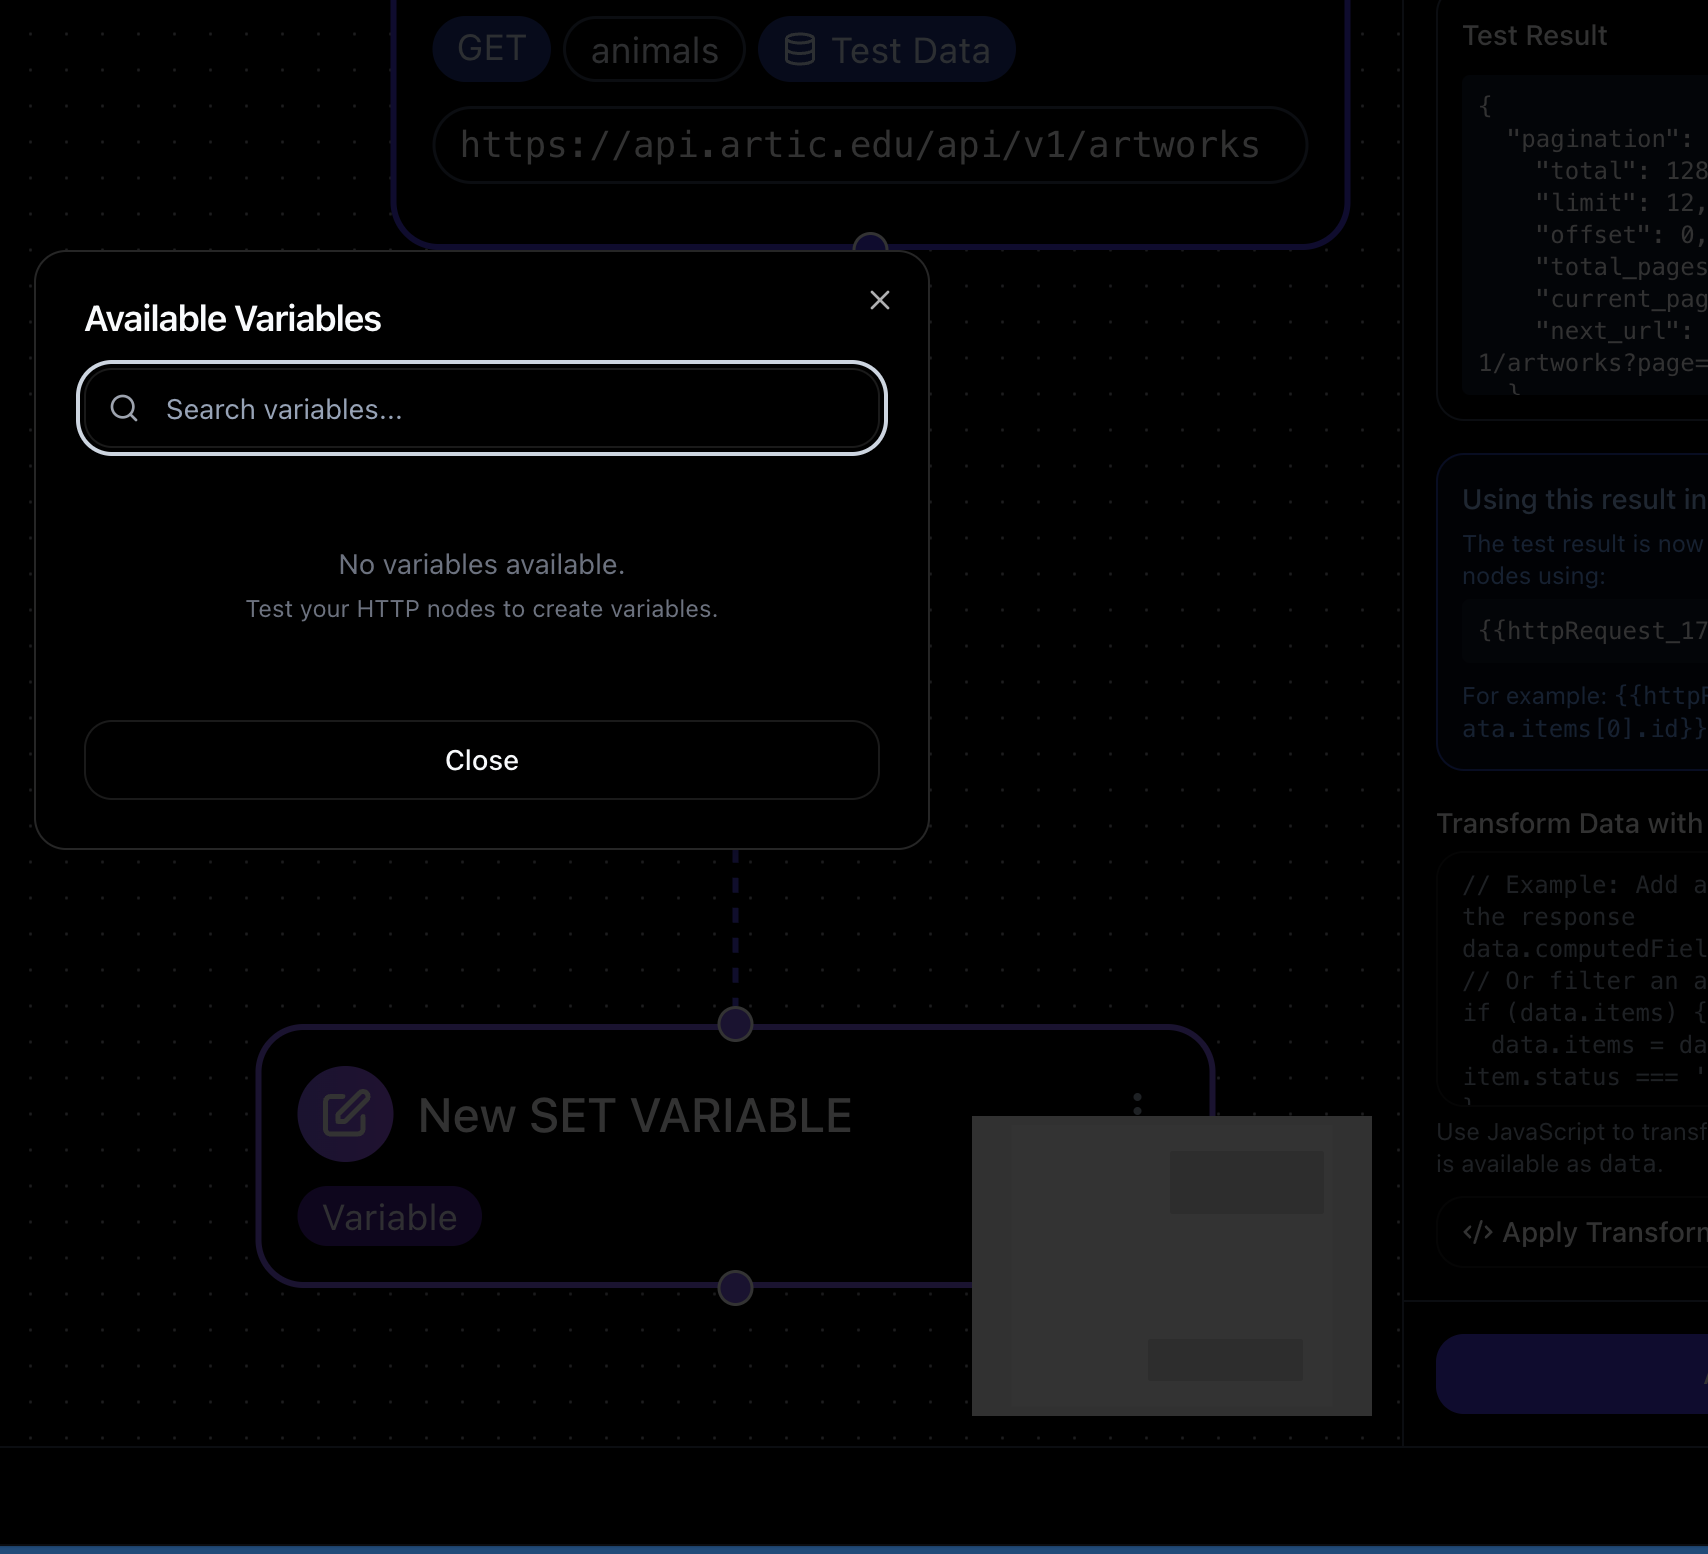 GET
animals
Test Data
https://api.artic.edu/api/v1/artworks
Available Variables
Search variables...
No variables available.
Test your HTTP nodes to create variables.
Close
New SET VARIABLE
Variable
Test Result
{
"pagination":
"total": 128
"limit": 12,
"offset": 0,
"total_pages
"current_pag
"next_url":
1/artworks?page=
}
Using this result in
The test result is now
nodes using:
{{httpRequest_17
For example: {{httpR
ata.items[0].id}}
Transform Data with
// Example: Add a
the response
data.computedFiel
// Or filter an a
if (data.items) {
data.items = da
item.status === '
}
Use JavaScript to transf
is available as data.
</> Apply Transform